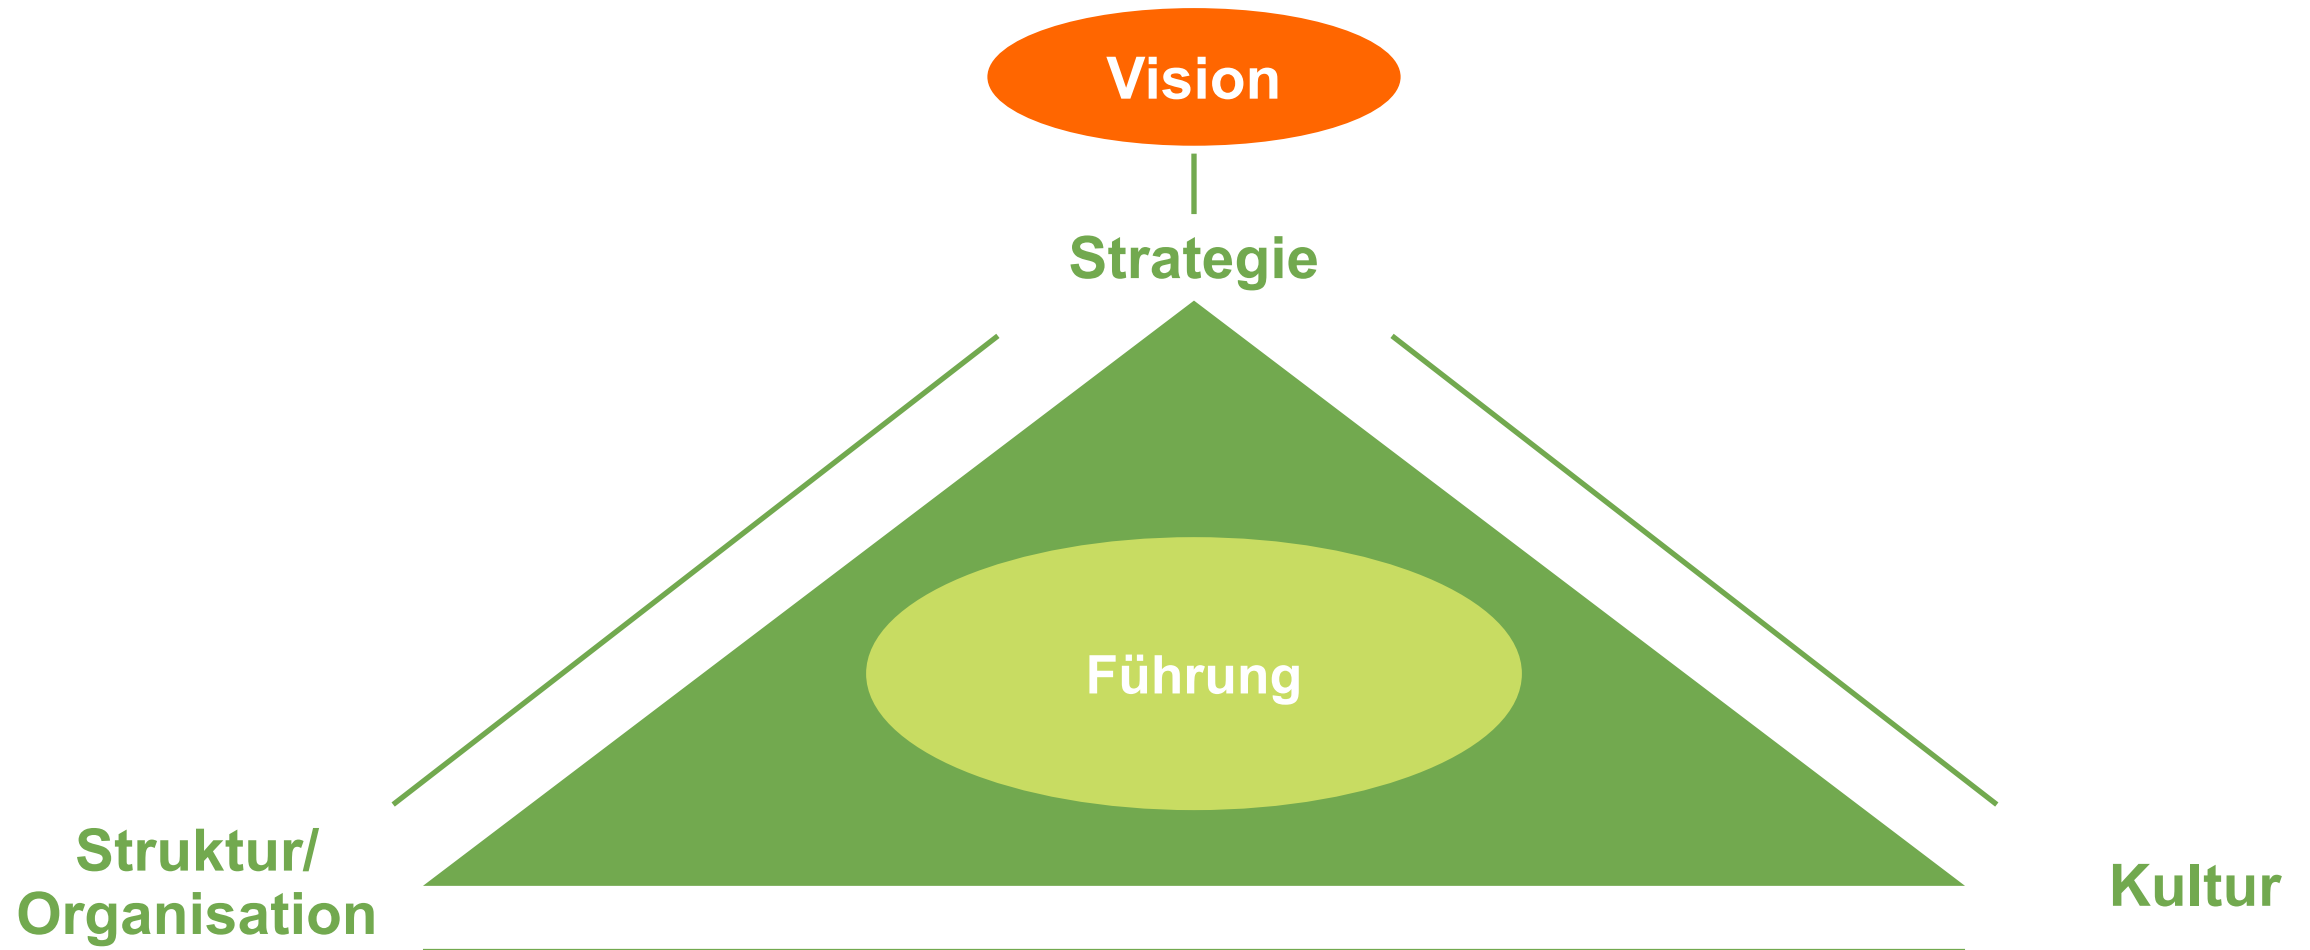 Vision
Strategie
Führung
Struktur/
Organisation
Kultur